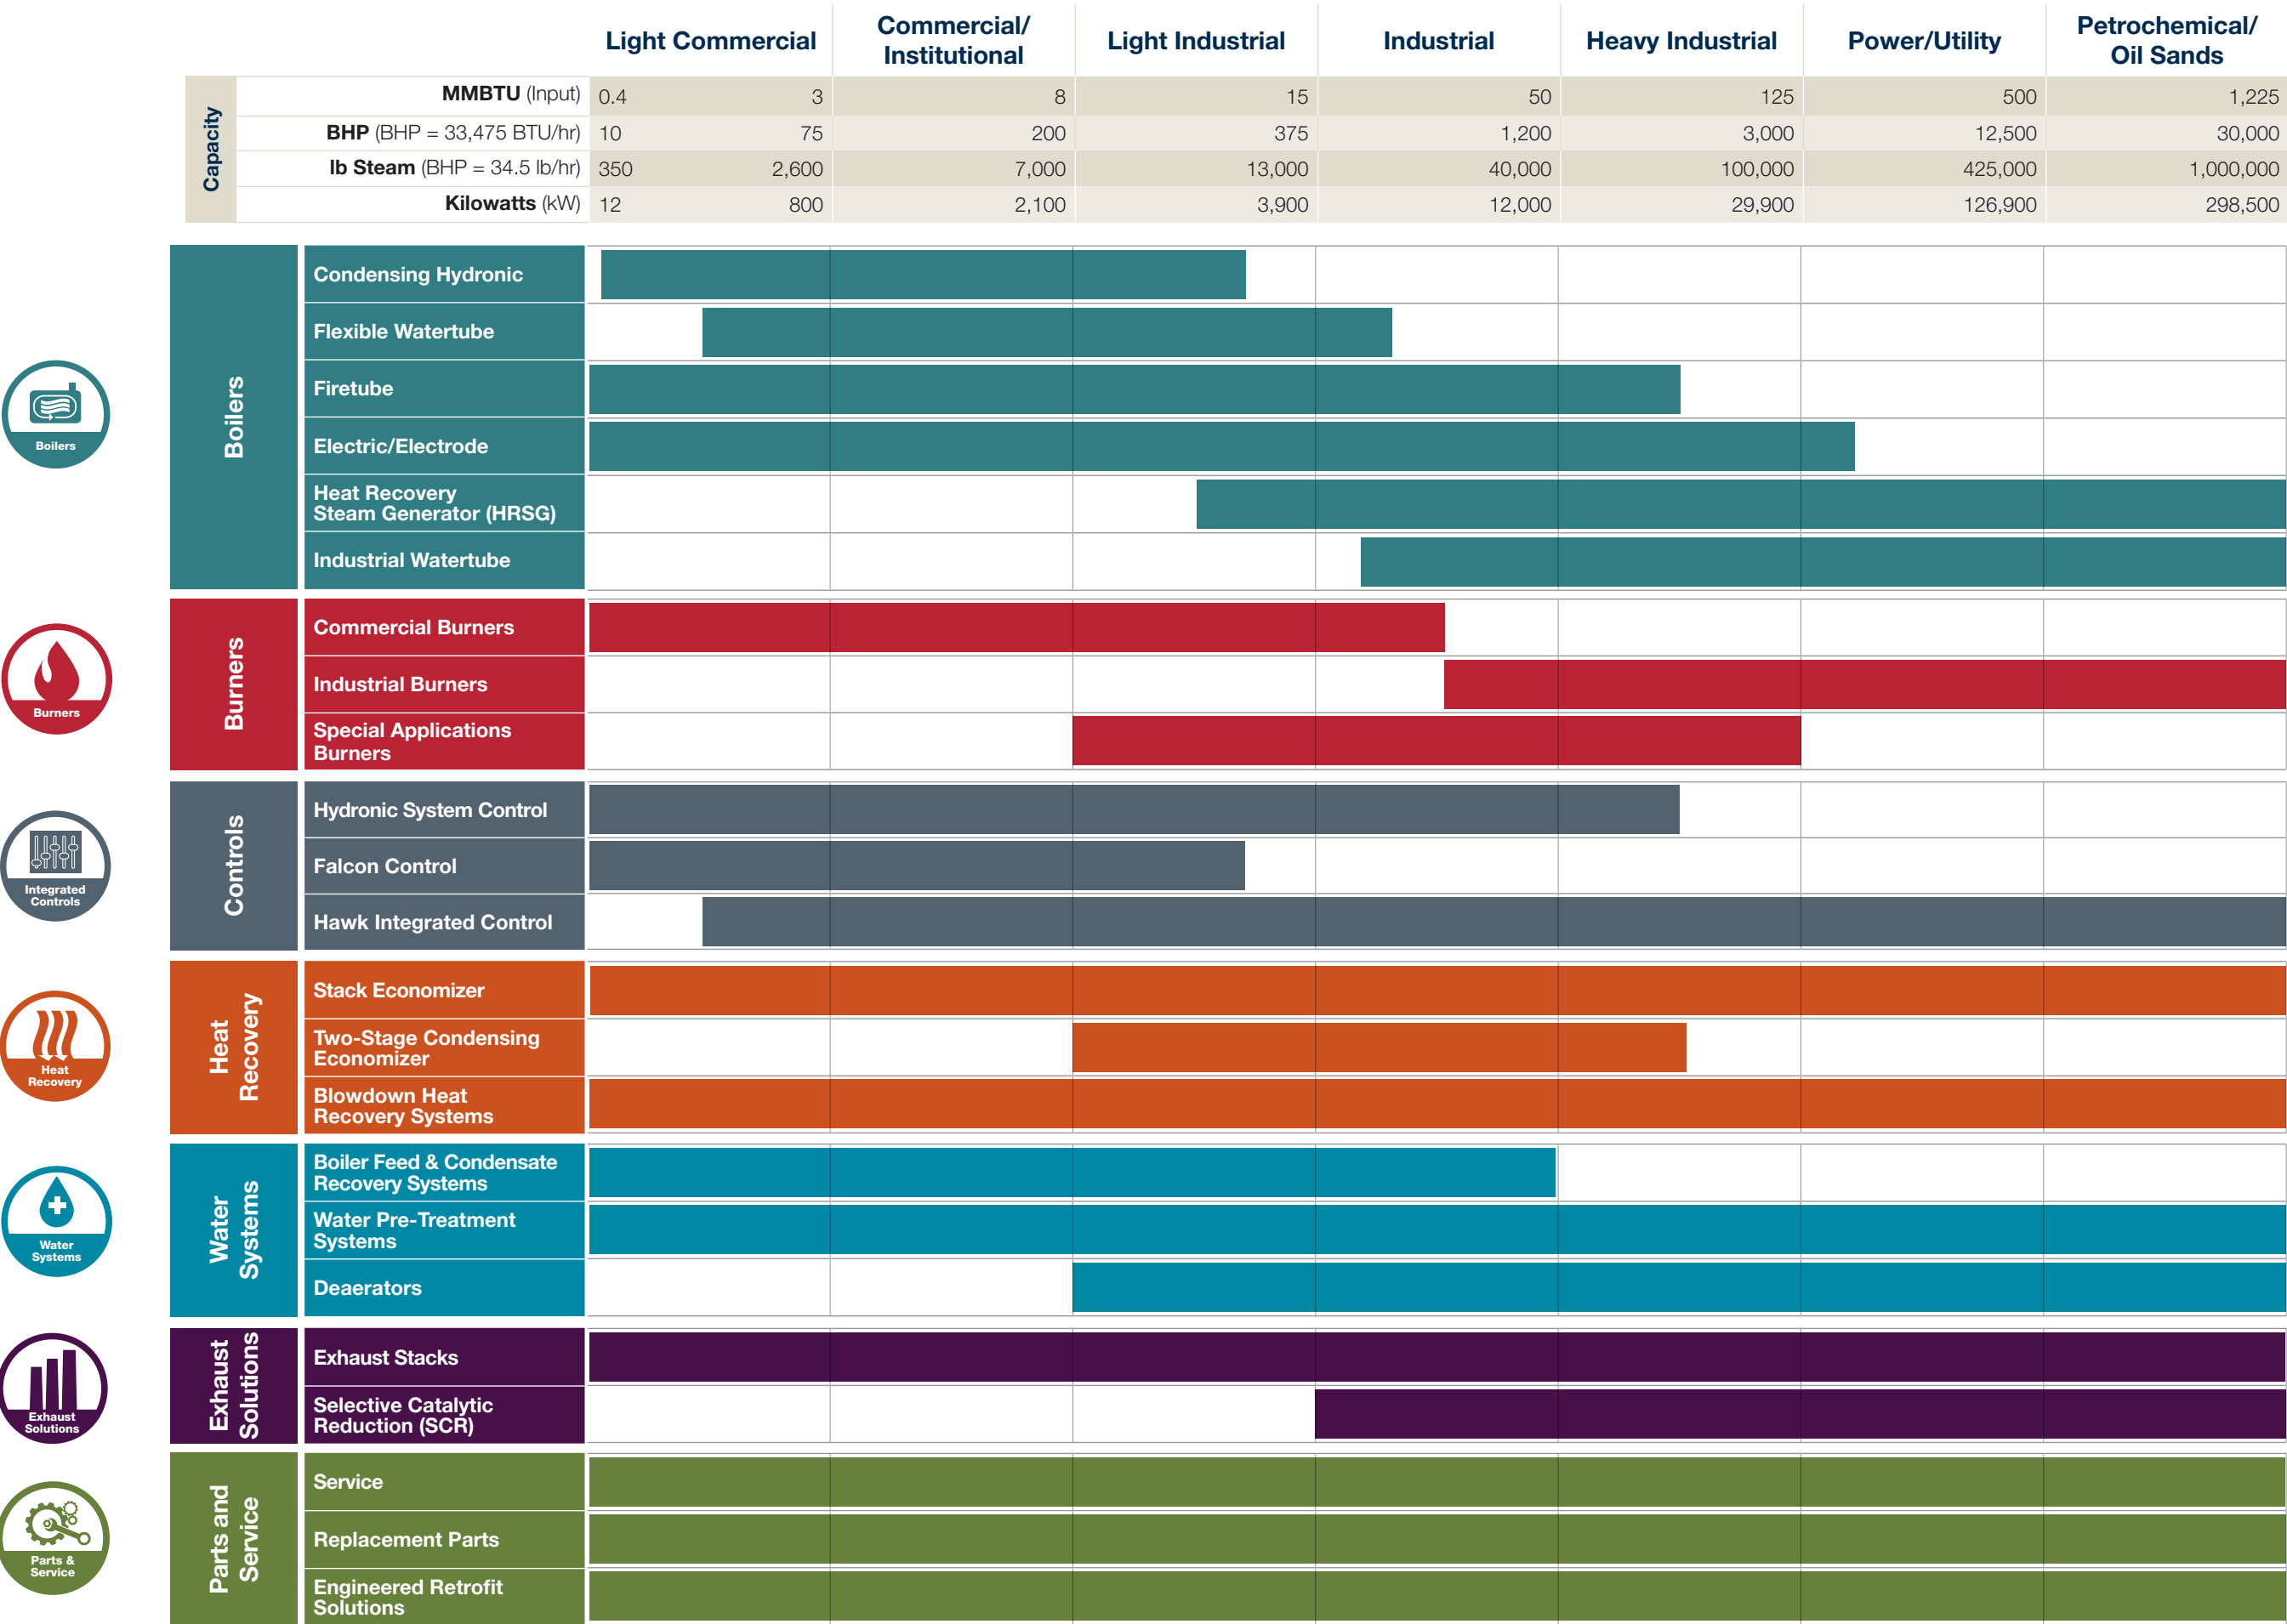 Light Commercial
Commercial/
Institutional
Light Industrial
Industrial
Heavy Industrial
Power/Utility
Petrochemical/
Oil Sands
Capacity
MMBTU (Input) 0.4 3 8 15 50 125 500 1,225
BHP (BHP = 33,475 BTU/hr) 10 75 200 375 1,200 3,000 12,500 30,000
lb Steam (BHP = 34.5 lb/hr) 350 2,600 7,000 13,000 40,000 100,000 425,000 1,000,000
Kilowatts (kW) 12 800 2,100 3,900 12,000 29,900 126,900 298,500
Boilers
Boilers
Condensing Hydronic
Flexible Watertube
Firetube
Electric/Electrode
Heat Recovery
Steam Generator (HRSG)
Industrial Watertube
Burners
Burners
Commercial Burners
Industrial Burners
Special Applications
Burners
Integrated
Controls
Controls
Hydronic System Control
Falcon Control
Hawk Integrated Control
Heat
Recovery
Heat
Recovery
Stack Economizer
Two-Stage Condensing
Economizer
Blowdown Heat
Recovery Systems
Water
Systems
Water
Systems
Boiler Feed & Condensate
Recovery Systems
Water Pre-Treatment
Systems
Deaerators
Exhaust
Solutions
Exhaust
Solutions
Exhaust Stacks
Selective Catalytic
Reduction (SCR)
Parts &
Service
Parts and
Service
Service
Replacement Parts
Engineered Retrofit
Solutions